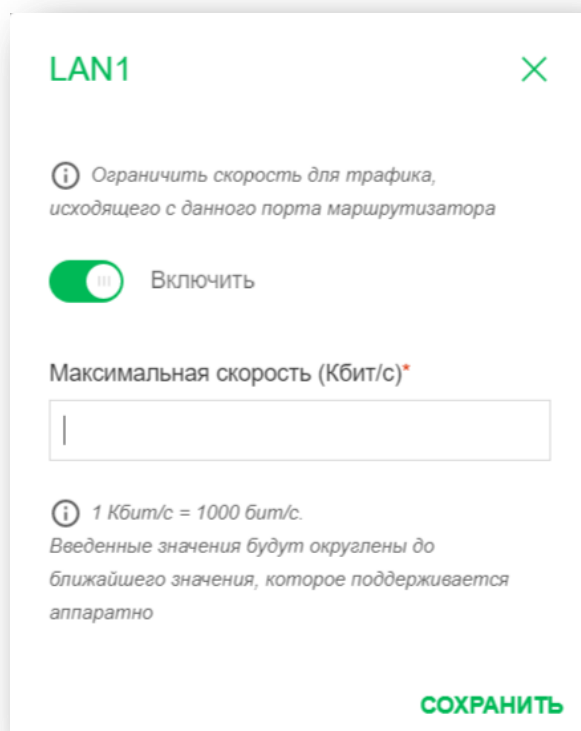 LAN1
Ограничить скорость для трафика,
исходящего с данного порта маршрутизатора
Включить
Максимальная скорость (Кбит/с)*
1 Кбит/с = 1000 бит/с.
Введенные значения будут округлены до
ближайшего значения, которое поддерживается
аппаратно
СОХРАНИТЬ